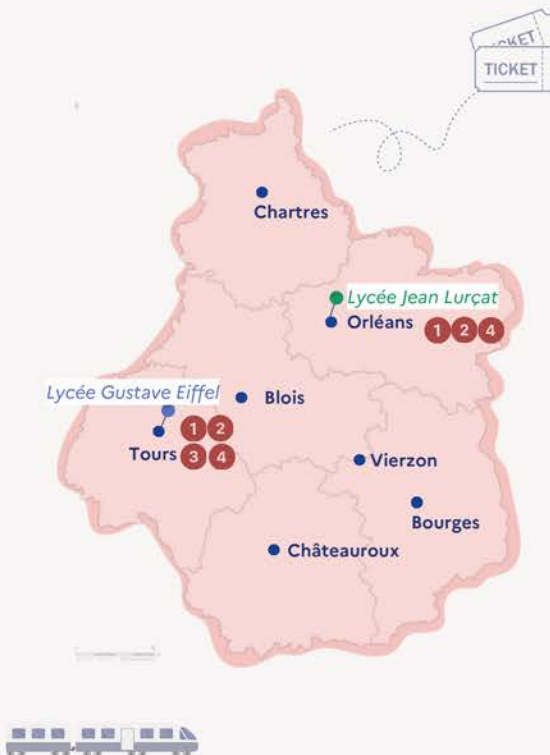 TICKET
TICKET
Chartres
Lycée Jean Lurçat
Orléans 1 2 4
Lycée Gustave Eiffel
Blois
1 2
Tours 3 4
Vierzon
Bourges
Châteauroux